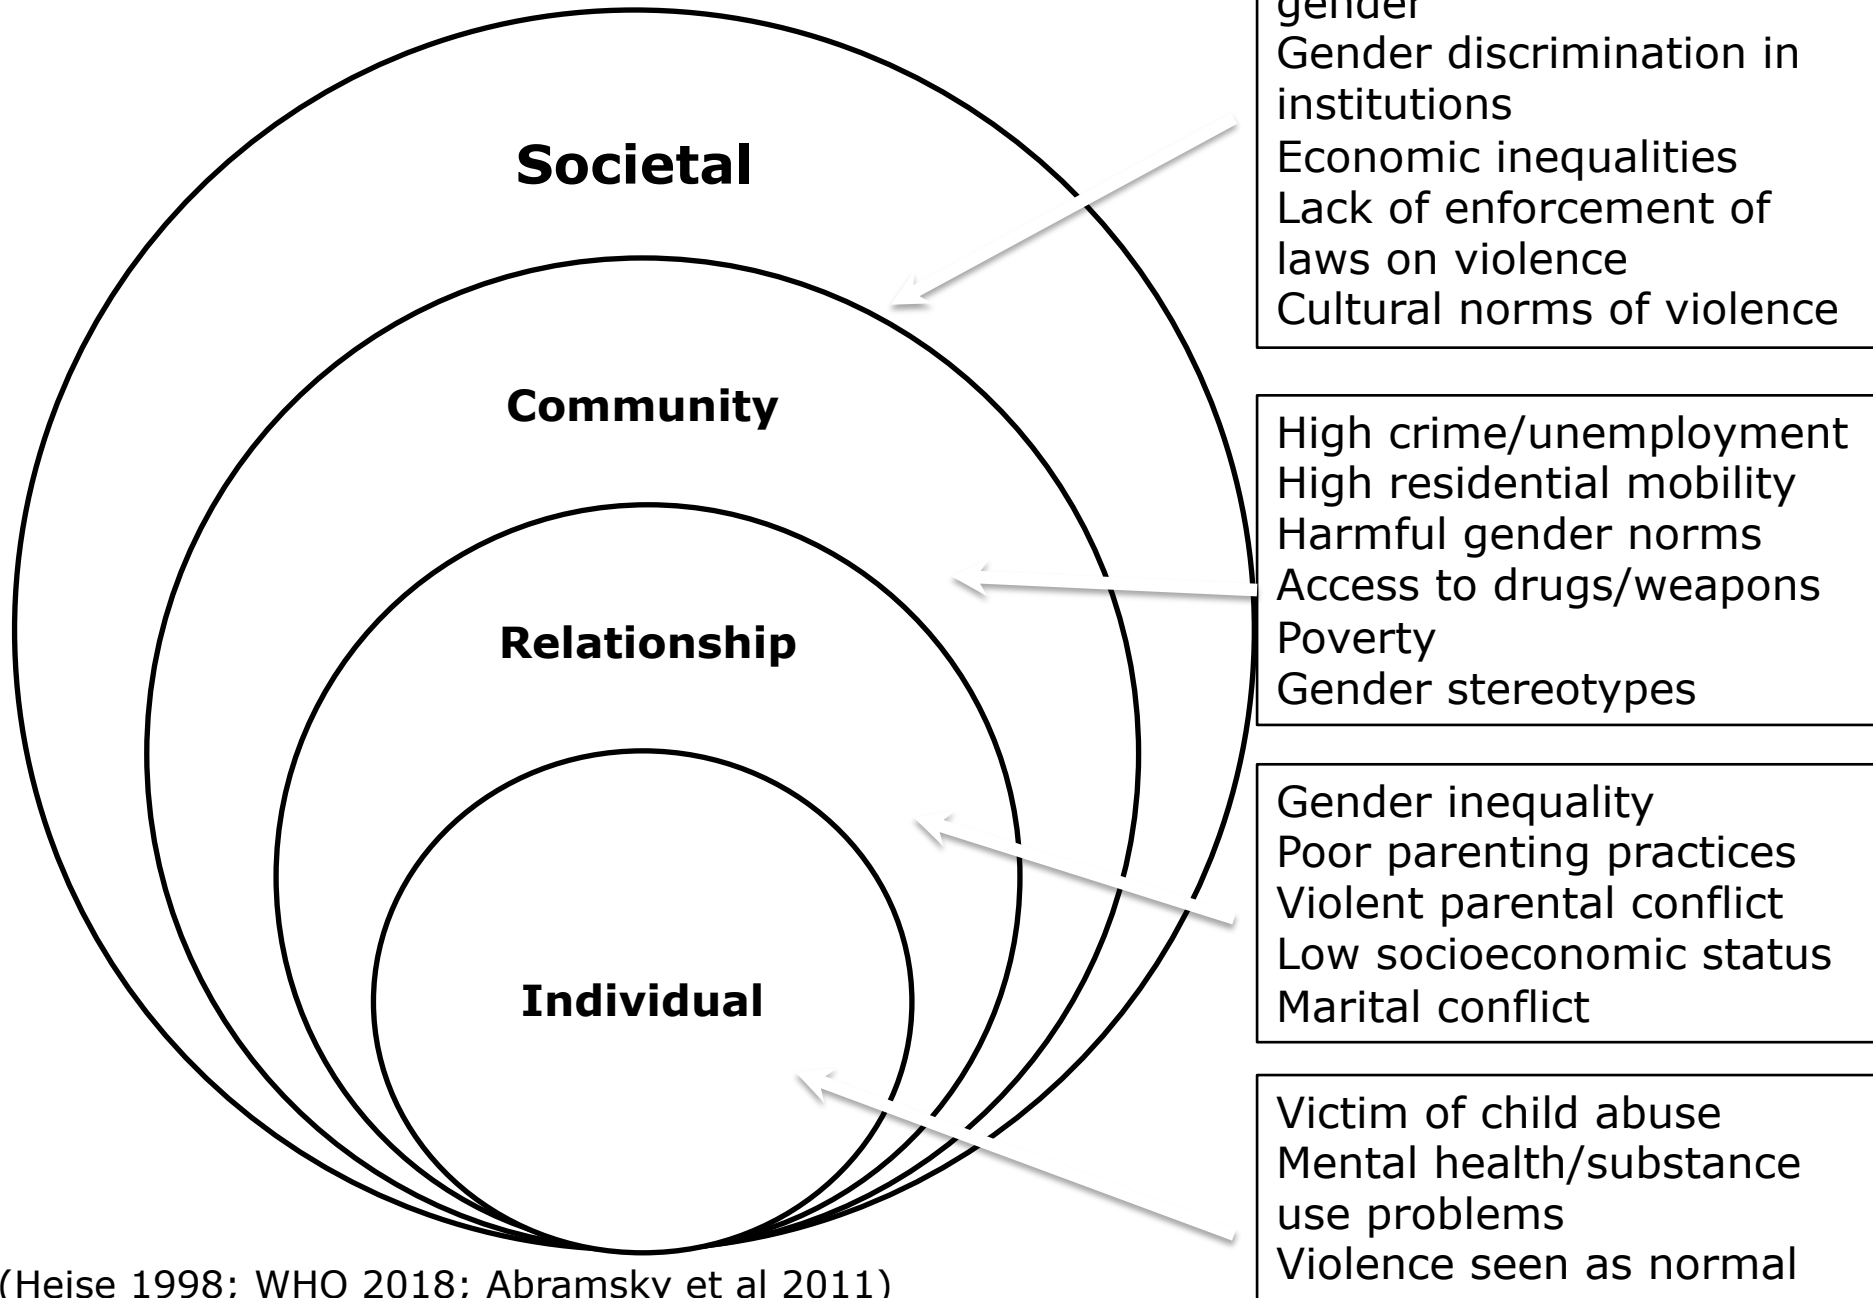 Societal
Community
Relationship
Individual
gender
Gender discrimination in
institutions
Economic inequalities
Lack of enforcement of
laws on violence
Cultural norms of violence
High crime/unemployment
High residential mobility
Harmful gender norms
Access to drugs/weapons
Poverty
Gender stereotypes
Gender inequality
Poor parenting practices
Violent parental conflict
Low socioeconomic status
Marital conflict
Victim of child abuse
Mental health/substance
use problems
Violence seen as normal
(Heise 1998; WHO 2018; Abramsky et al 2011)